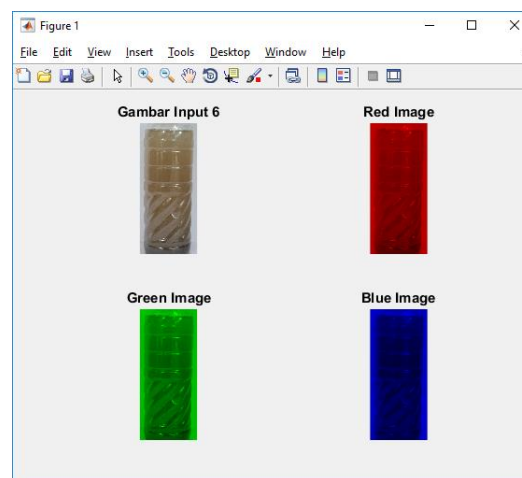 Figure 1
File Edit View Insert Tools Desktop Window Help
Gambar Input 6
Red Image
Green Image
Blue Image